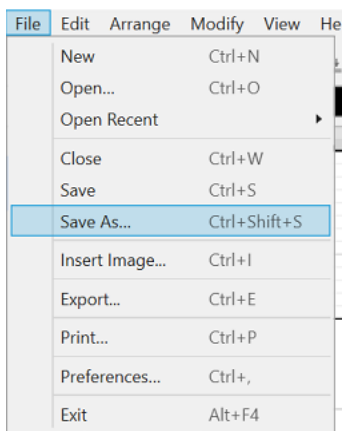 File Edit Arrange Modify View He
New Ctrl+N
Open... Ctrl+O
Open Recent
Close Ctrl+W
Save Ctrl+S
Save As... Ctrl+Shift+S
Insert Image... Ctrl+I
Export... Ctrl+E
Print... Ctrl+P
Preferences... Ctrl+,
Exit Alt+F4